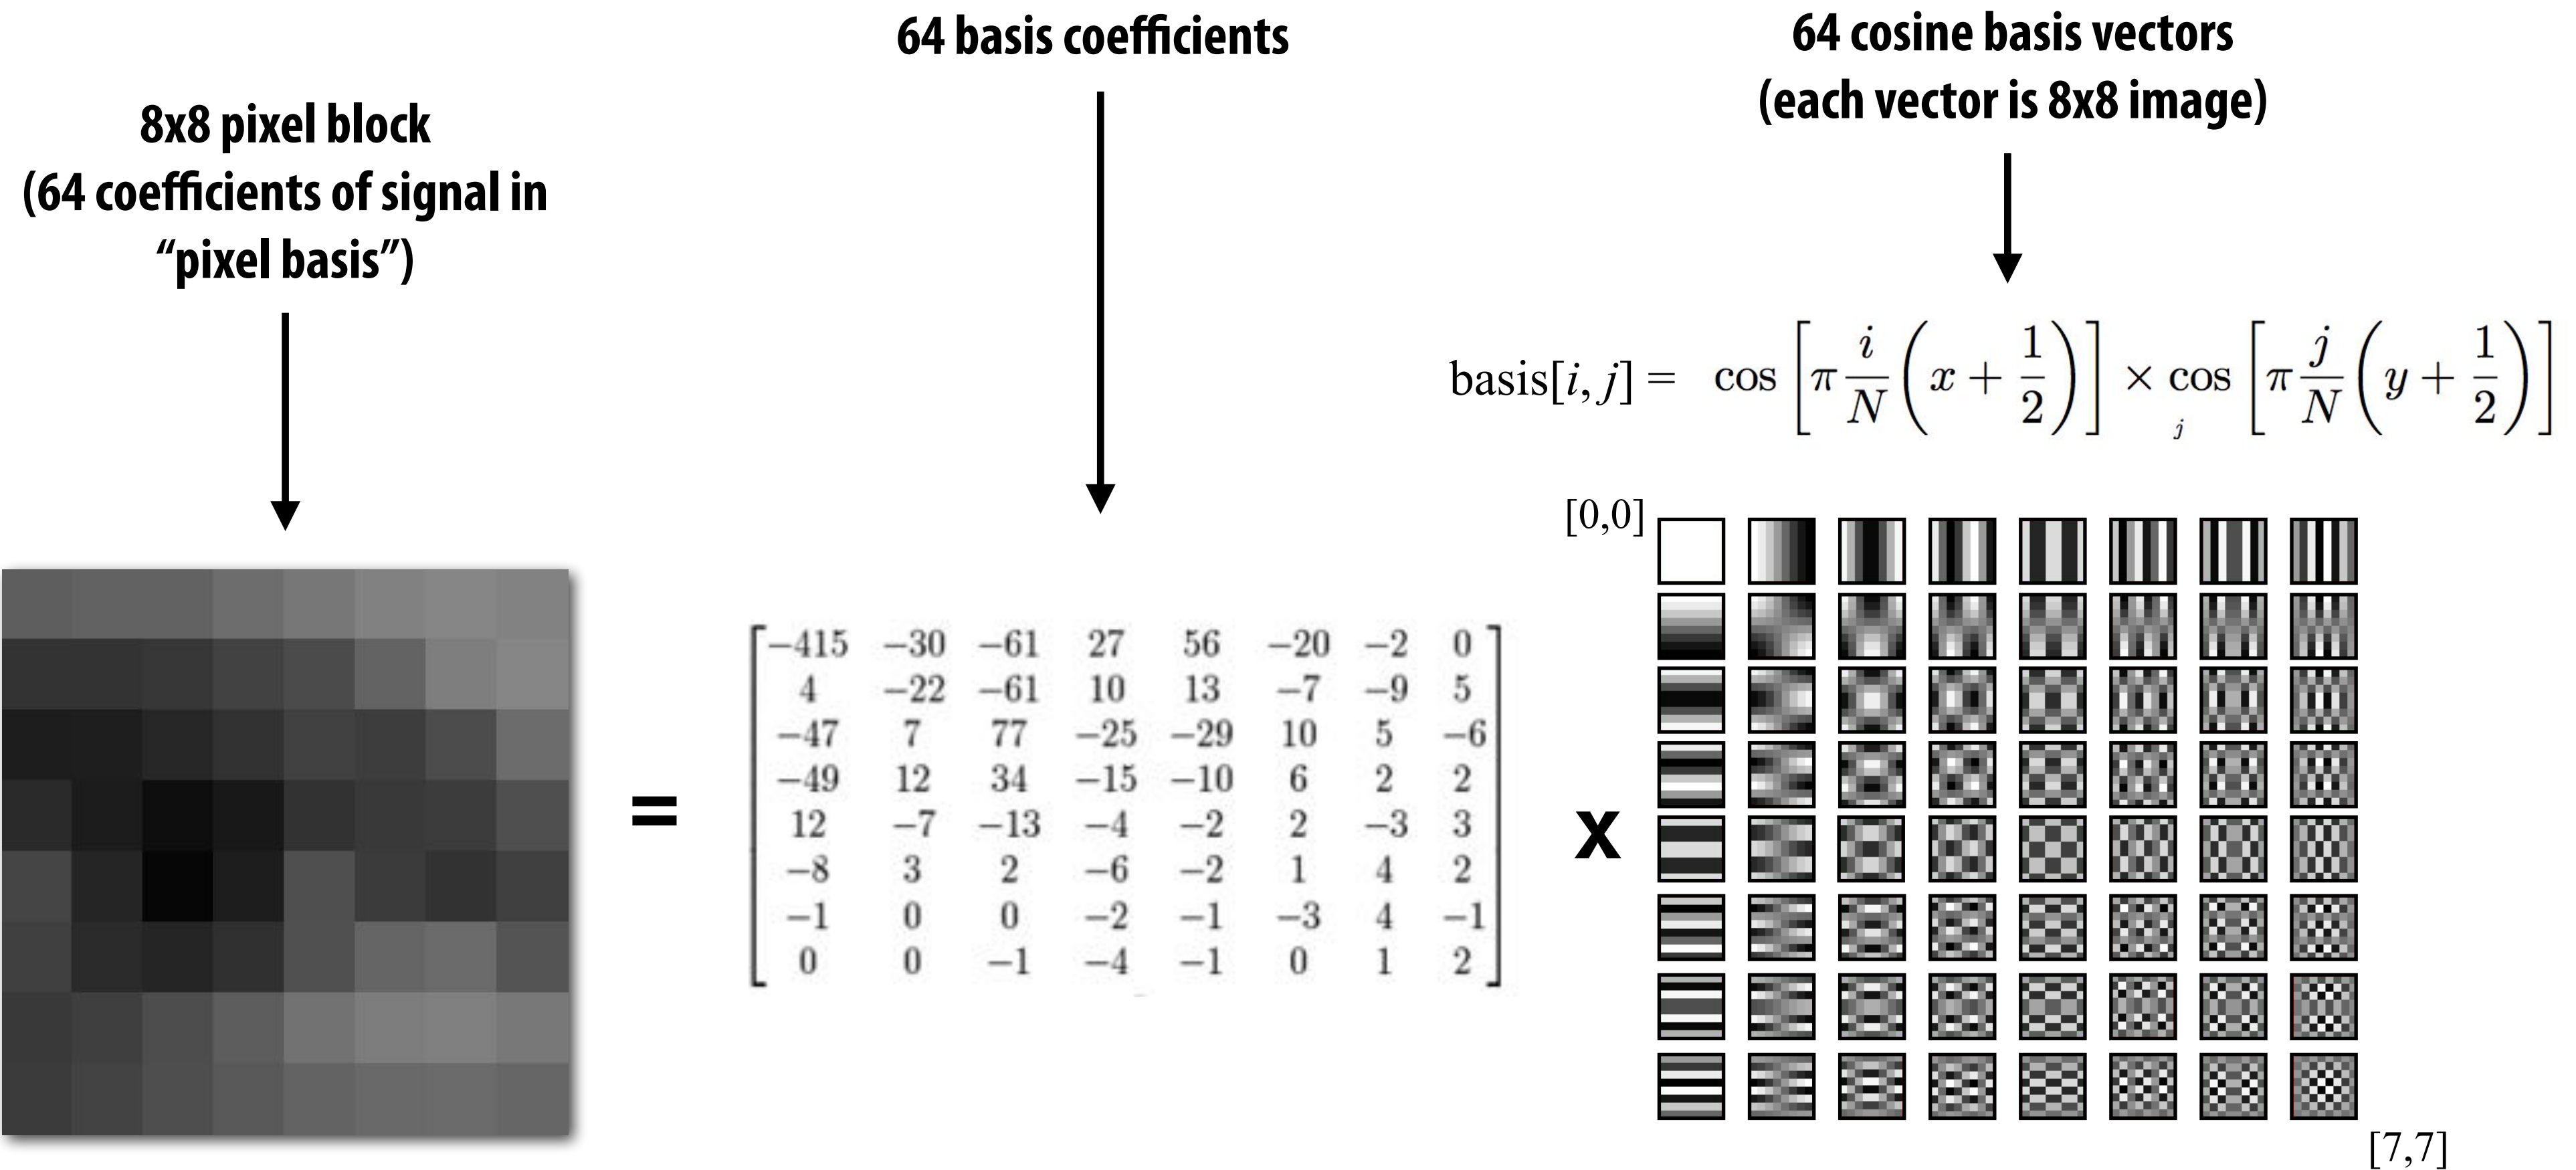 64 basis coefficients
64 cosine basis vectors
(each vector is 8x8 image)
8x8 pixel block
(64 coefficients of signal in
“pixel basis”)
basis[i, j] = cos [π i/N (x + 1/2)] × cos [π j/N (y + 1/2)]
j
[0,0]
−415 −30 −61 27 56 −20 −2 0
4 −22 −61 10 13 −7 −9 5
−47 7 77 −25 −29 10 5 −6
−49 12 34 −15 −10 6 2 2
12 −7 −13 −4 −2 2 −3 3
−8 3 2 −6 −2 1 4 2
−1 0 0 −2 −1 −3 4 −1
0 0 −1 −4 −1 0 1 2
=
x
[7,7]